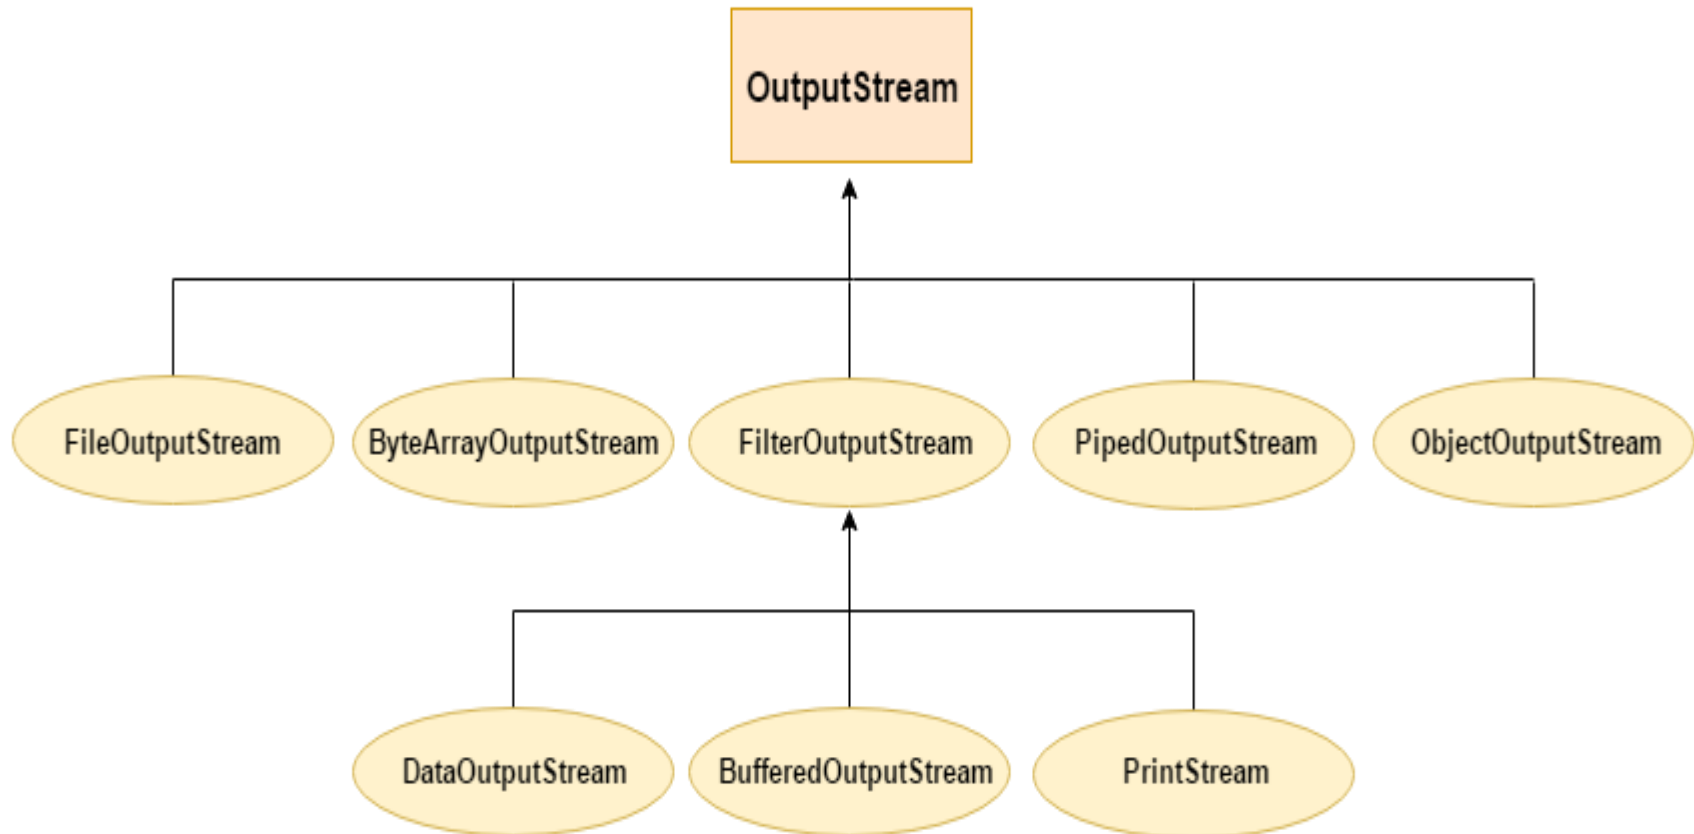 OutputStream
FileOutputStream
ByteArrayOutputStream
FilterOutputStream
PipedOutputStream
ObjectOutputStream
DataOutputStream
BufferedOutputStream
PrintStream